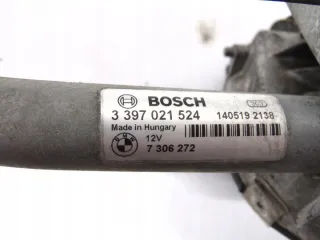 BOSCH
3 397 021 524
140519 2138
Made in Hungary
12V
7 306 272